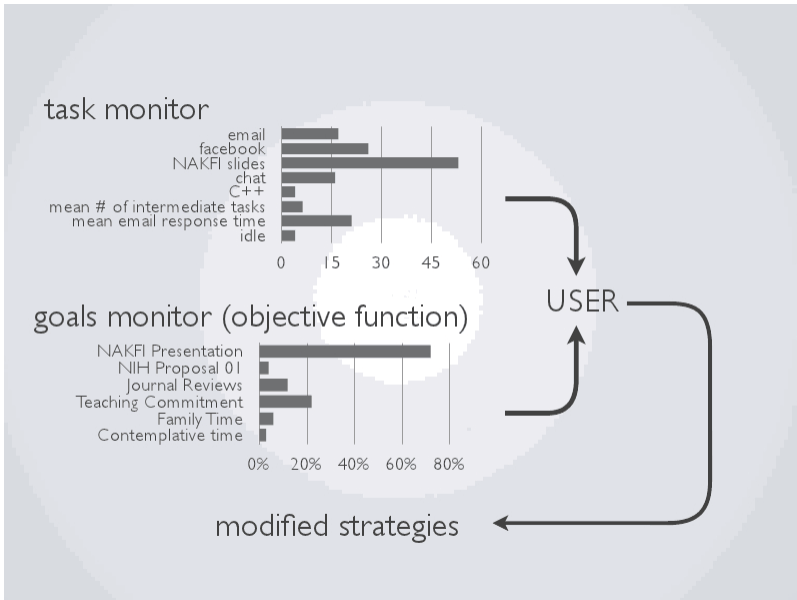 task monitor
email
facebook
NAKFI slides
chat
C++
mean # of intermediate tasks
mean email response time
idle
0 15 30 45 60
USER
goals monitor (objective function)
NAKFI Presentation
NIH Proposal 01
Journal Reviews
Teaching Commitment
Family Time
Contemplative time
0% 20% 40% 60% 80%
modified strategies